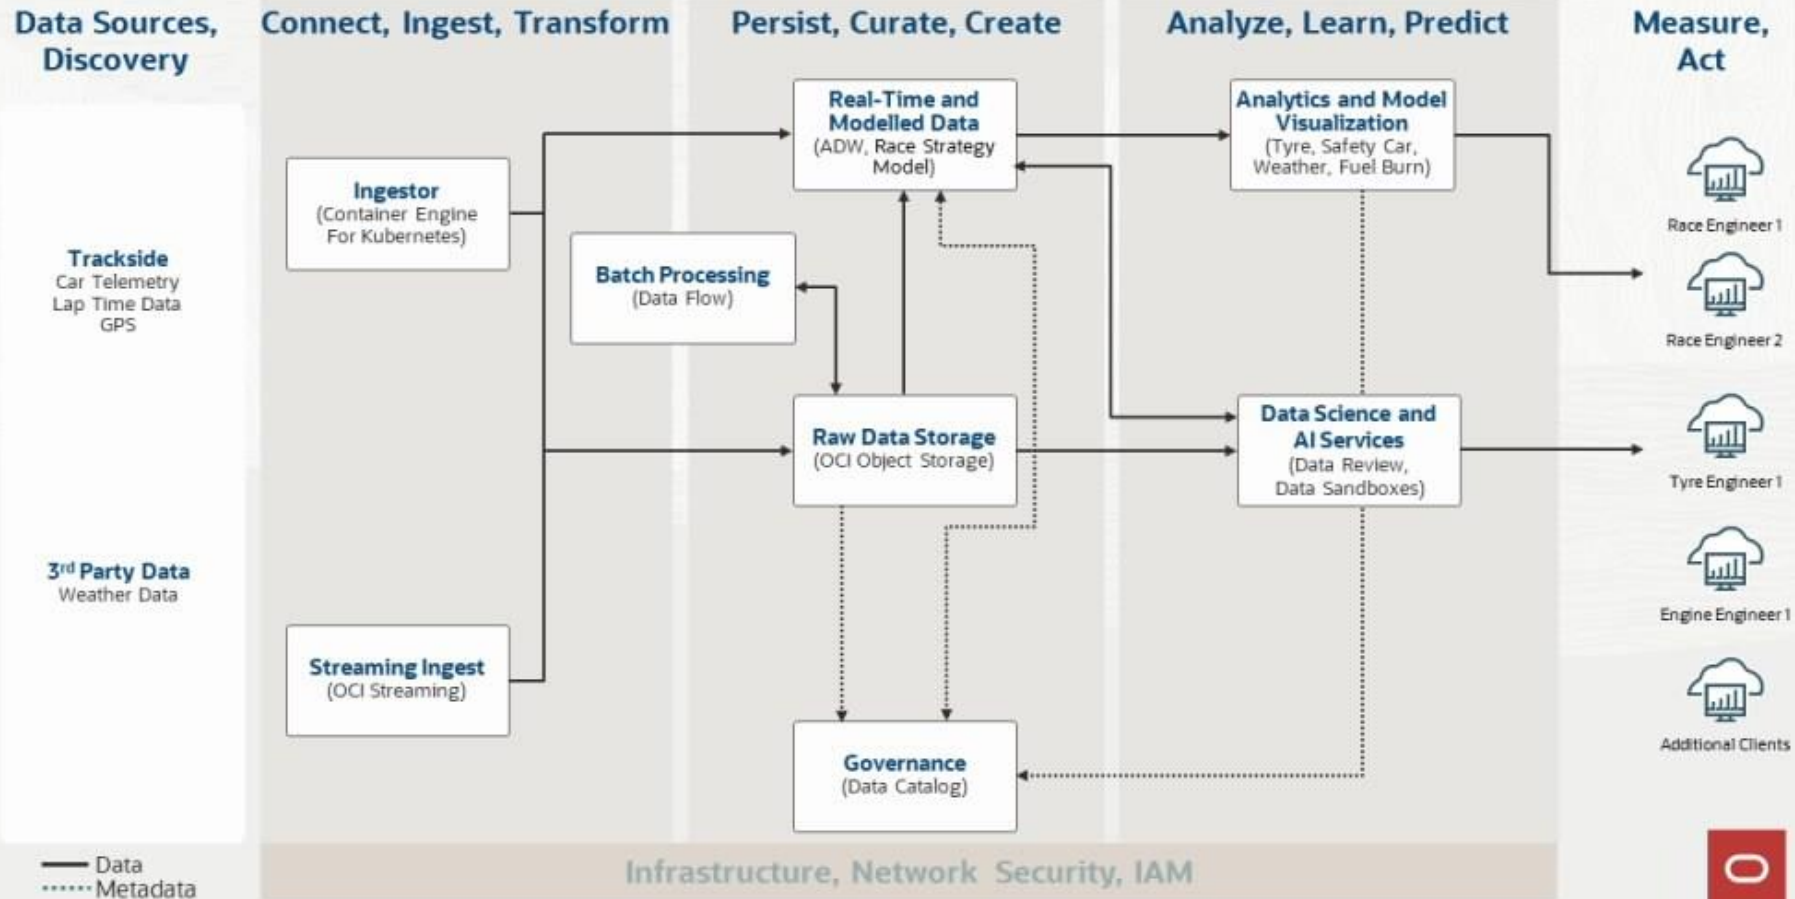 Data Sources,
Discovery
Connect, Ingest, Transform
Persist, Curate, Create
Analyze, Learn, Predict
Measure,
Act
Trackside
Car Telemetry
Lap Time Data
GPS
3rd Party Data
Weather Data
Ingestor
(Container Engine
For Kubernetes)
Batch Processing
(Data Flow)
Streaming Ingest
(OCI Streaming)
Real-Time and
Modelled Data
(ADW, Race Strategy
Model)
Raw Data Storage
(OCI Object Storage)
Governance
(Data Catalog)
Analytics and Model
Visualization
(Tyre, Safety Car,
Weather, Fuel Burn)
Data Science and
AI Services
(Data Review,
Data Sandboxes)
Race Engineer 1
Race Engineer 2
Tyre Engineer 1
Engine Engineer 1
Additional Clients
Data
Metadata
Infrastructure, Network Security, IAM